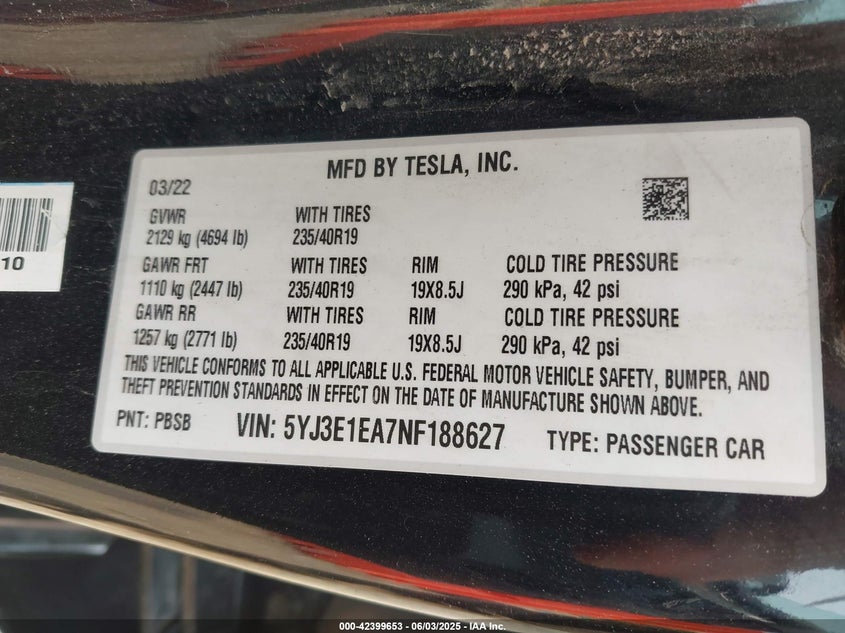 MFD BY TESLA, INC.
03/22
GVWR WITH TIRES
2129 kg (4694 lb) 235/40R19
GAWR FRT WITH TIRES RIM COLD TIRE PRESSURE
1110 kg (2447 lb) 235/40R19 19X8.5J 290 kPa, 42 psi
GAWR RR WITH TIRES RIM COLD TIRE PRESSURE
1257 kg (2771 lb) 235/40R19 19X8.5J 290 kPa, 42 psi
THIS VEHICLE CONFORMS TO ALL APPLICABLE U.S. FEDERAL MOTOR VEHICLE SAFETY, BUMPER, AND
THEFT PREVENTION STANDARDS IN EFFECT ON THE DATE OF MANUFACTURE SHOWN ABOVE.
PNT: PBSB VIN: 5YJ3E1EA7NF188627 TYPE: PASSENGER CAR
10
000-42399653 - 06/03/2025 - IAA Inc.